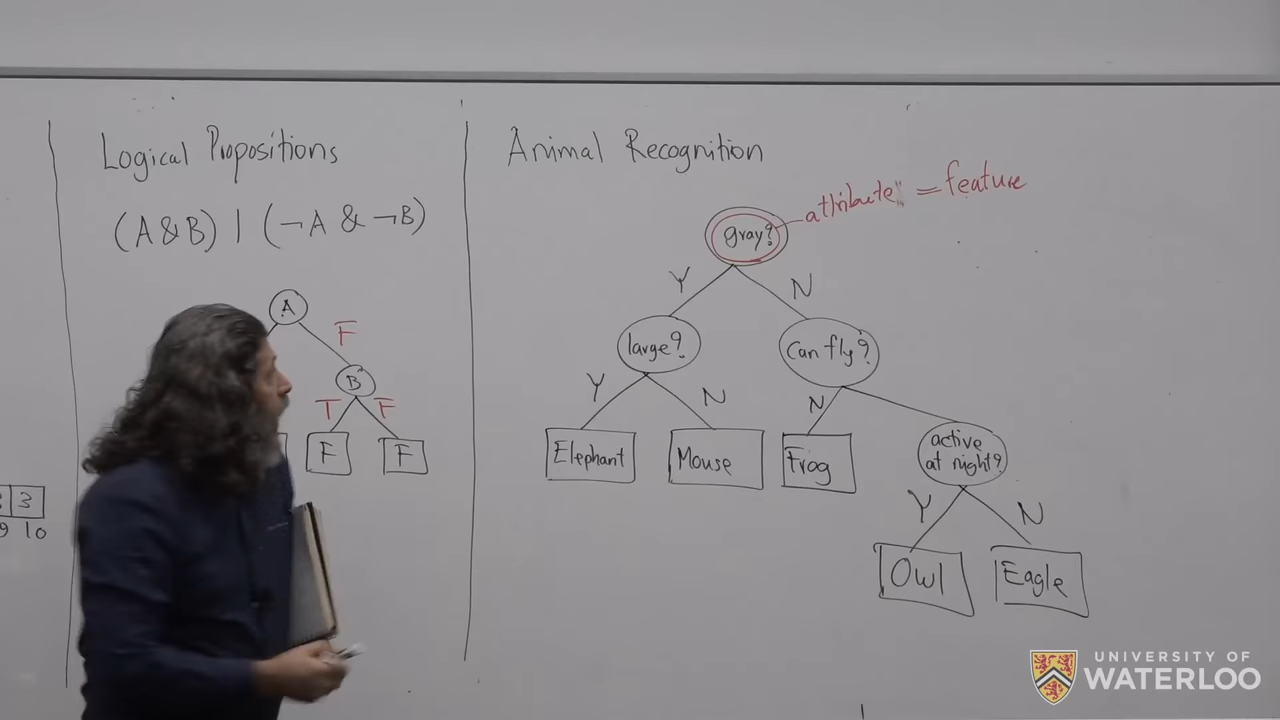 Logical Propositions
(A&B) | (¬A & ¬B)
A
F
B
T F
F F
3
9 10
Animal Recognition
attribute = feature
gray?
Y N
large? Can fly?
Y N N
Elephant Mouse Frog
active
at night?
Y N
Owl Eagle
UNIVERSITY OF
WATERLOO